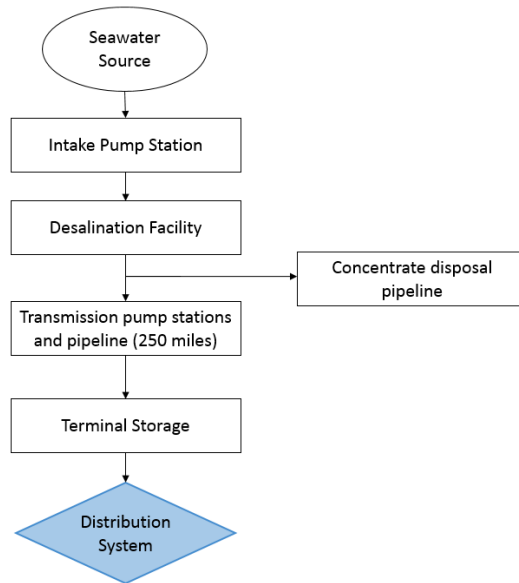 Seawater
Source
Intake Pump Station
Desalination Facility
Concentrate disposal
pipeline
Transmission pump stations
and pipeline (250 miles)
Terminal Storage
Distribution
System